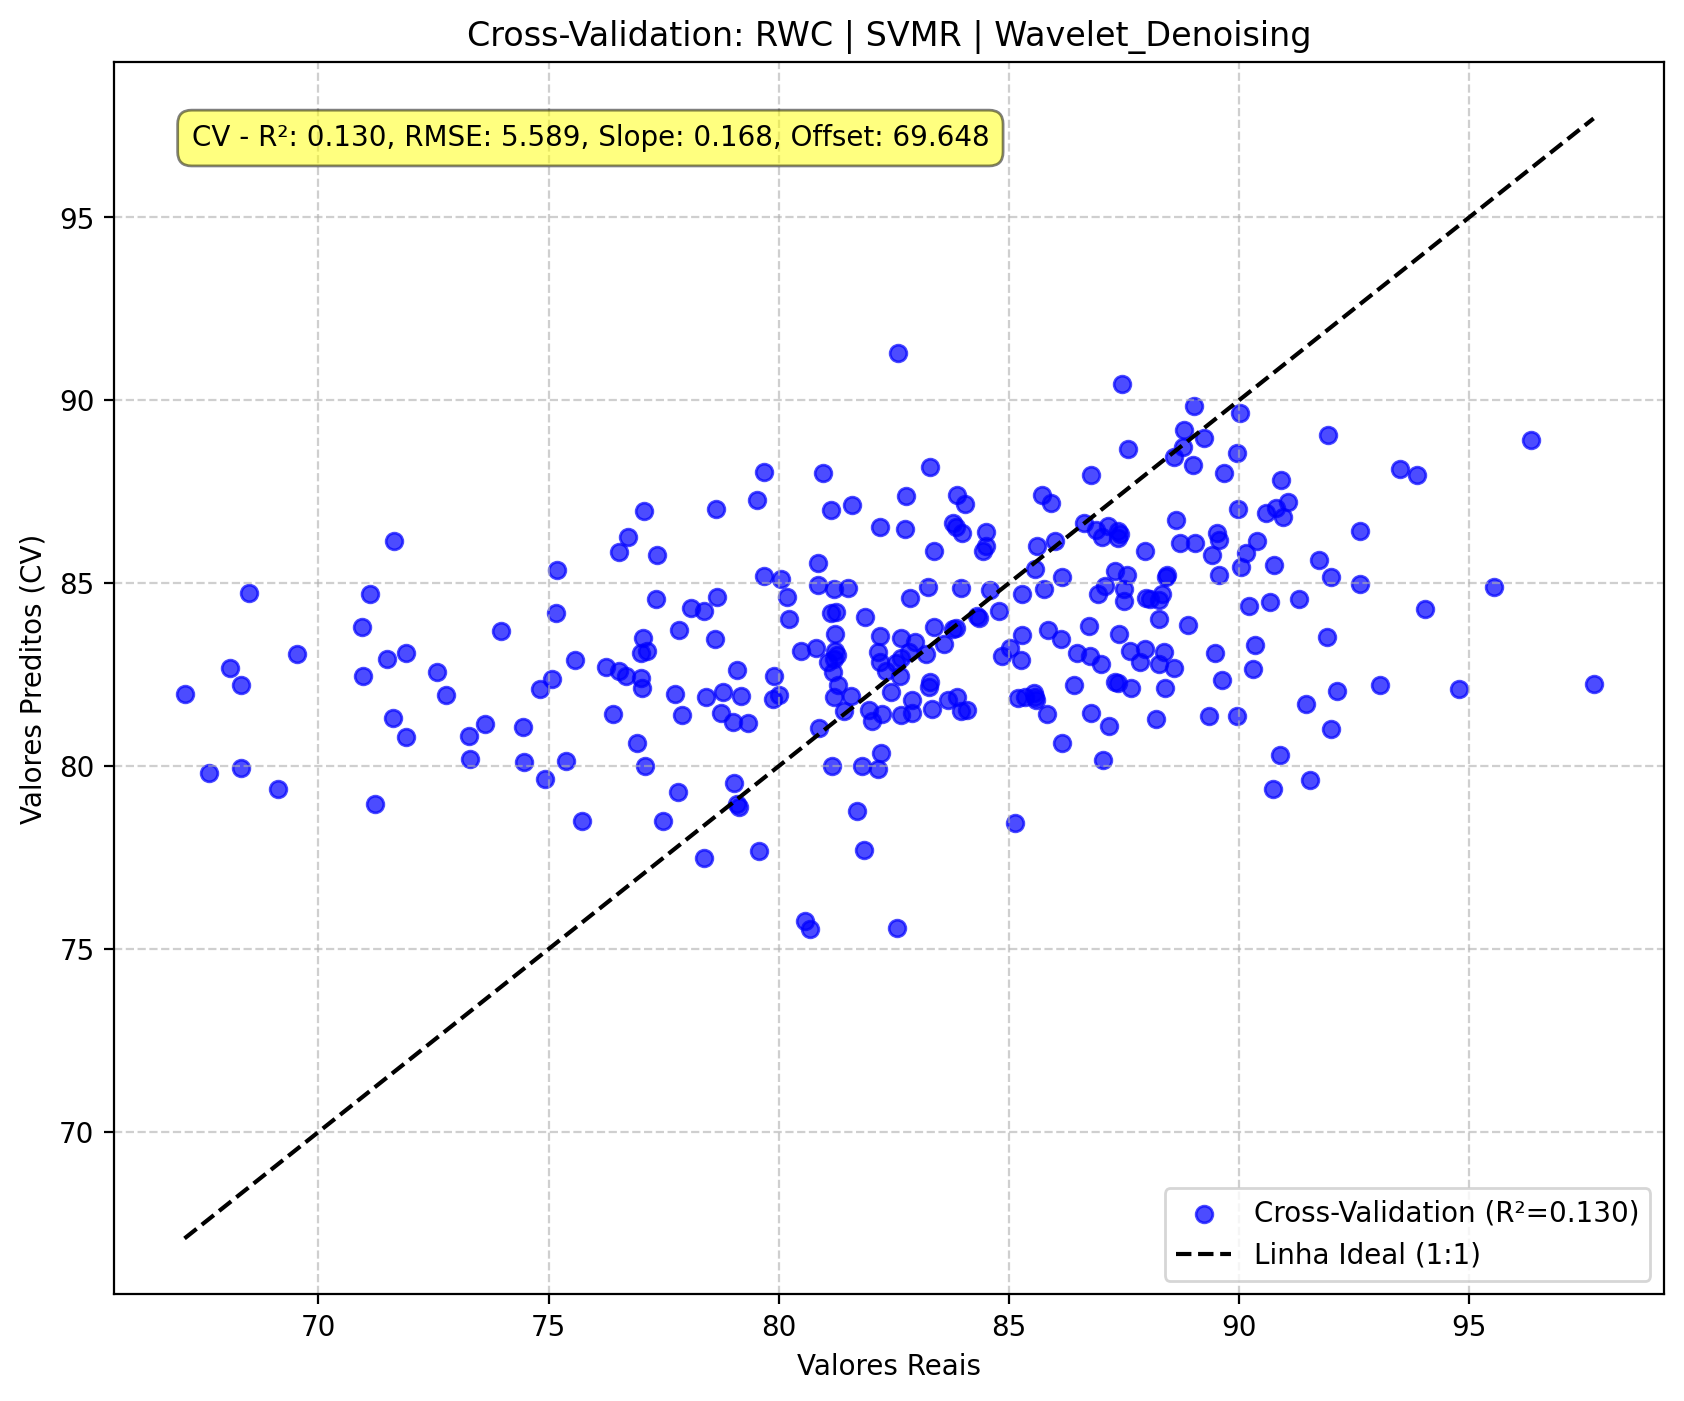 Cross-Validation: RWC | SVMR | Wavelet_Denoising
CV - R²: 0.130, RMSE: 5.589, Slope: 0.168, Offset: 69.648
Valores Preditos (CV)
95
90
85
80
75
70
Cross-Validation (R²=0.130)
Linha Ideal (1:1)
70 75 80 85 90 95
Valores Reais